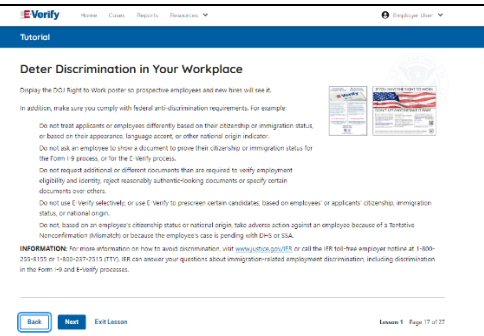 E-Verify Home Cases Reports Resources Employer User
Tutorial
Deter Discrimination in Your Workplace
Display the DOJ Right to Work poster so prospective employees and new hires will see it.
In addition, make sure you comply with federal anti-discrimination requirements. For example:
Do not treat applicants or employees differently based on their citizenship or immigration status,
or based on their appearance, language accent, or other national origin indicator.
Do not ask an employee to show a document to prove their citizenship or immigration status for
the Form I-9 process, or for the E-Verify process.
Do not request additional or different documents than are required to verify employment
eligibility and identity, reject reasonably authentic-looking documents or specify certain
documents over others.
Do not use E-Verify selectively, or use E-Verify to prescreen certain candidates, based on employees' or applicants' citizenship, immigration
status, or national origin.
Do not, based on an employee's citizenship status or national origin, take adverse action against an employee because of a Tentative
Nonconfirmation (Mismatch) or because the employee's case is pending with DHS or SSA.
INFORMATION: For more information on how to avoid discrimination, visit www.justice.gov/IER or call the IER toll-free employer hotline at 1-800-
255-8155 or 1-800-237-2515 (TTY). IER can answer your questions about immigration-related employment discrimination, including discrimination
in the Form I-9 and E-Verify processes.
Back Next Exit Lesson Lesson 1 Page 17 of 27